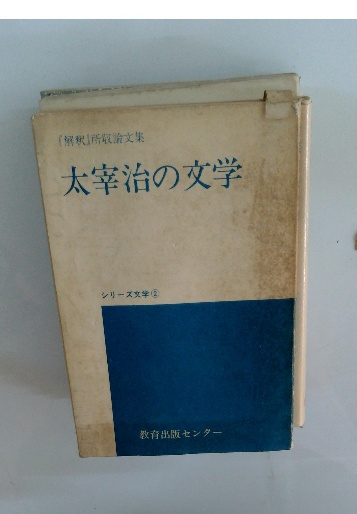 「解釈」所収論文集
太宰治の文学
シリーズ文学②
教育出版センター